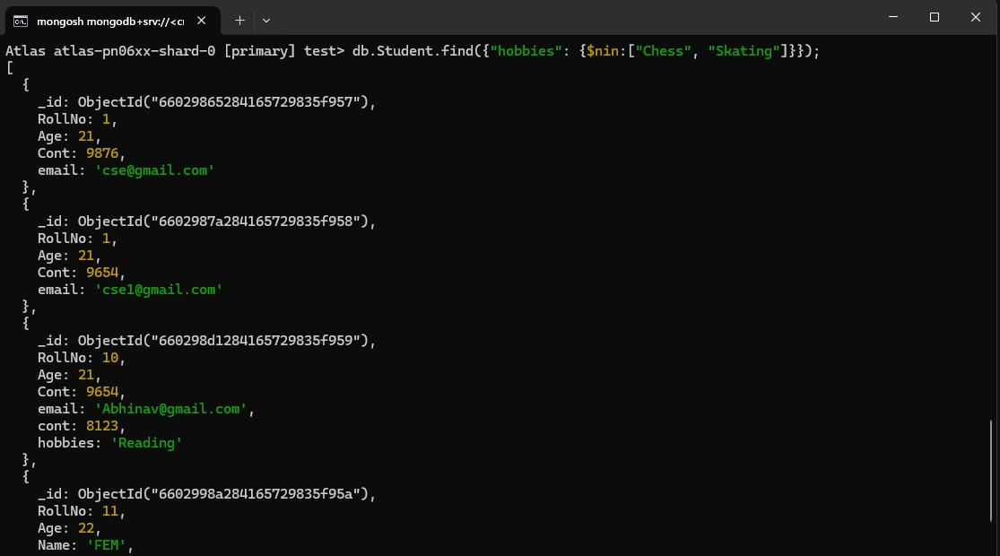 mongosh mongodb+srv://<cr
Atlas atlas-pn06xx-shard-0 [primary] test> db.Student.find({"hobbies": {$nin:["Chess", "Skating"]}});
[
  {
    _id: ObjectId("66029865284165729835f957"),
    RollNo: 1,
    Age: 21,
    Cont: 9876,
    email: 'cse@gmail.com'
  },
  {
    _id: ObjectId("6602987a284165729835f958"),
    RollNo: 1,
    Age: 21,
    Cont: 9654,
    email: 'cse1@gmail.com'
  },
  {
    _id: ObjectId("660298d1284165729835f959"),
    RollNo: 10,
    Age: 21,
    Cont: 9654,
    email: 'Abhinav@gmail.com',
    cont: 8123,
    hobbies: 'Reading'
  },
  {
    _id: ObjectId("6602998a284165729835f95a"),
    RollNo: 11,
    Age: 22,
    Name: 'FEM',